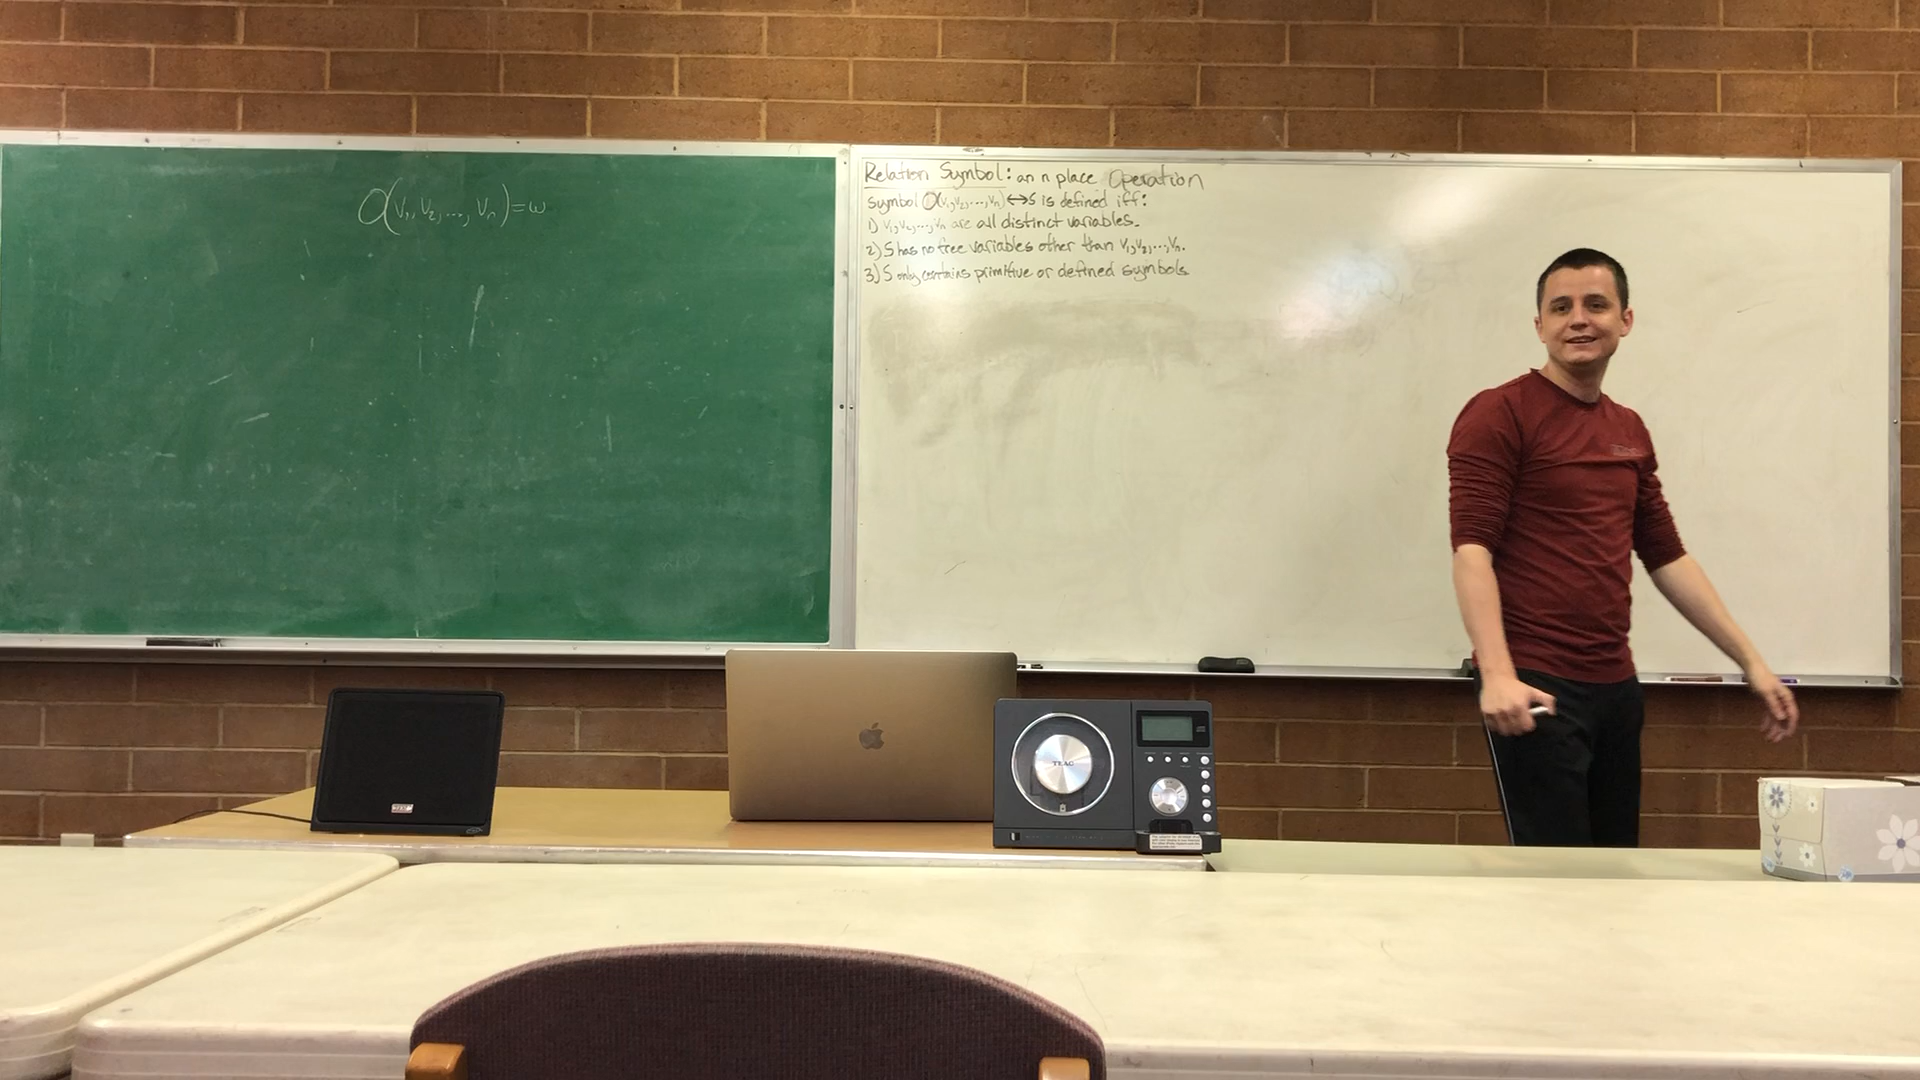 O(v₁, v₂, ..., vₙ) = w
Relation Symbol: an n place Operation
symbol O(v₁, v₂, ..., vₙ) ↔ S is defined iff:
1) v₁, v₂, ..., vₙ are all distinct variables.
2) S has no free variables other than v₁, v₂, ..., vₙ.
3) S only contains primitive or defined symbols
TEAC